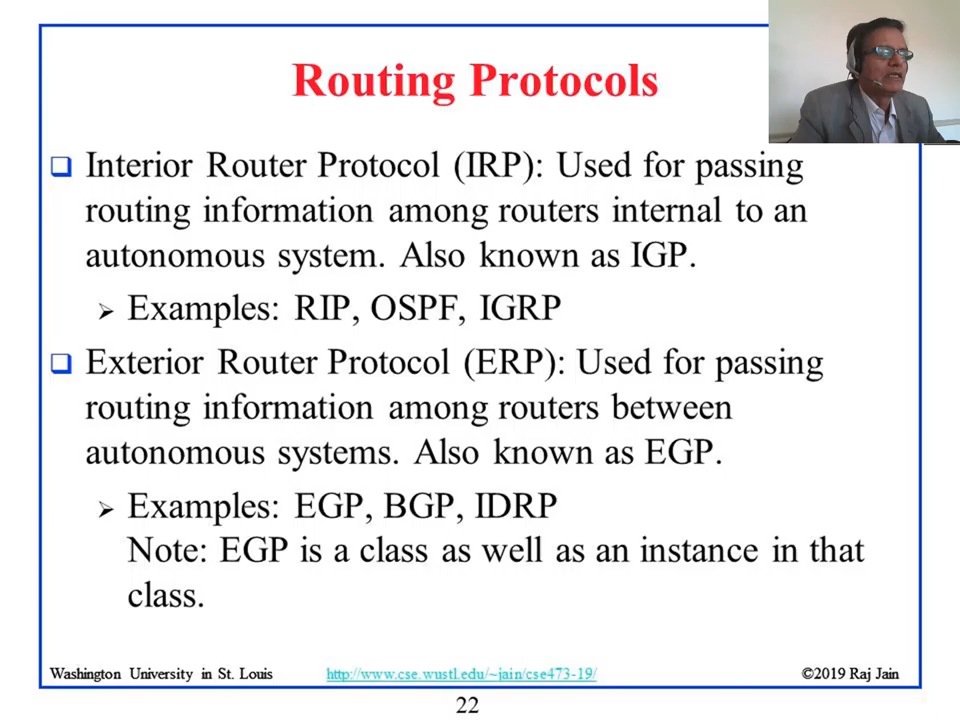 Routing Protocols
Interior Router Protocol (IRP): Used for passing
routing information among routers internal to an
autonomous system. Also known as IGP.
Examples: RIP, OSPF, IGRP
Exterior Router Protocol (ERP): Used for passing
routing information among routers between
autonomous systems. Also known as EGP.
Examples: EGP, BGP, IDRP
Note: EGP is a class as well as an instance in that
class.
Washington University in St. Louis http://www.cse.wustl.edu/~jain/cse473-19/ ©2019 Raj Jain
22